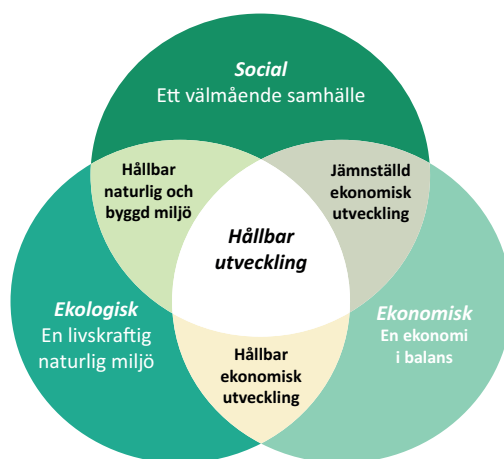 Social
Ett välmående samhälle
Hållbar
naturlig och
byggd miljö
Jämnställd
ekonomisk
utveckling
Hållbar
utveckling
Ekologisk
En livskraftig
naturlig miljö
Ekonomisk
En ekonomi
i balans
Hållbar
ekonomisk
utveckling